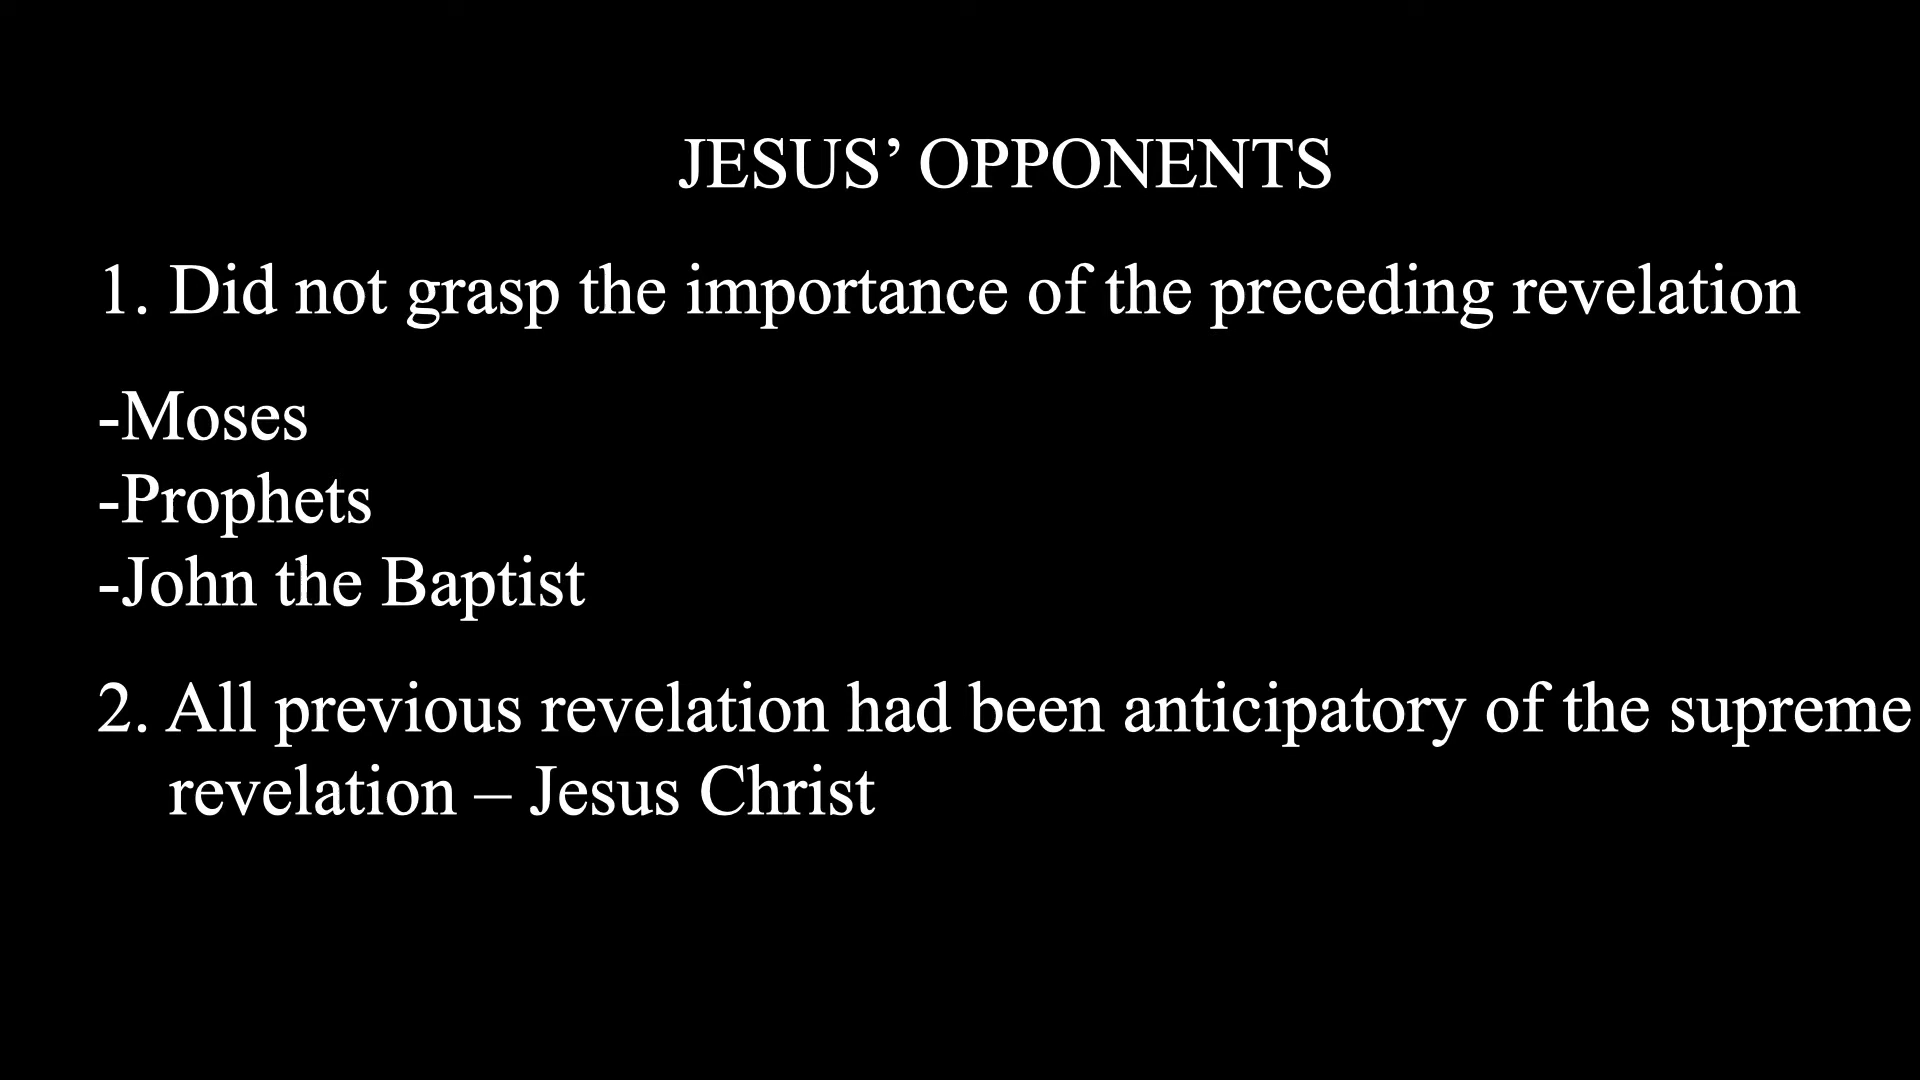 JESUS’ OPPONENTS
1. Did not grasp the importance of the preceding revelation
-Moses
-Prophets
-John the Baptist
2. All previous revelation had been anticipatory of the supreme
revelation – Jesus Christ